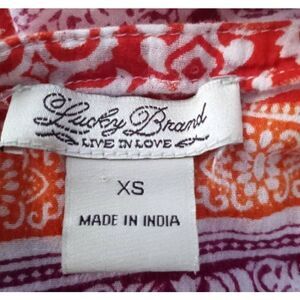 Lucky Brand
LIVE IN LOVE
XS
MADE IN INDIA